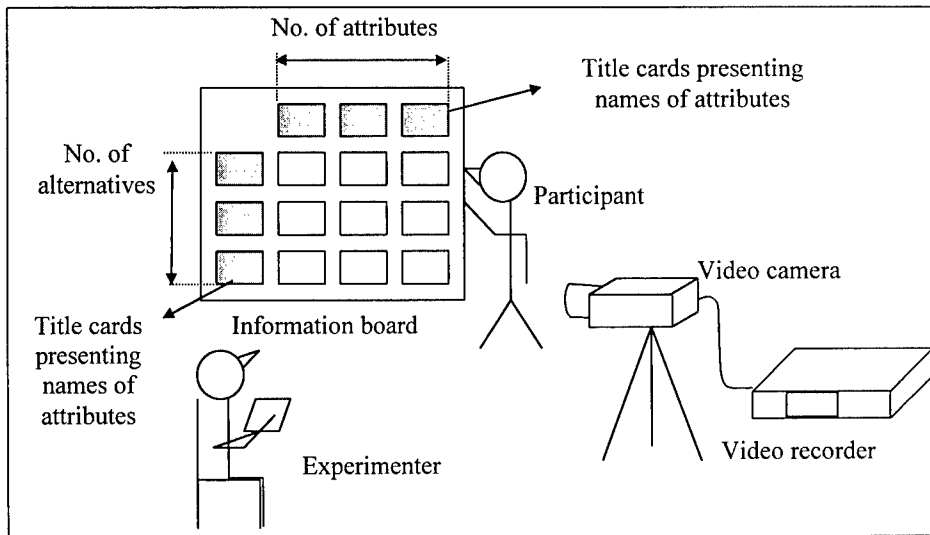 No. of attributes
Title cards presenting
names of attributes
No. of
alternatives
Participant
Video camera
Title cards
presenting
names of
attributes
Information board
Experimenter
Video recorder